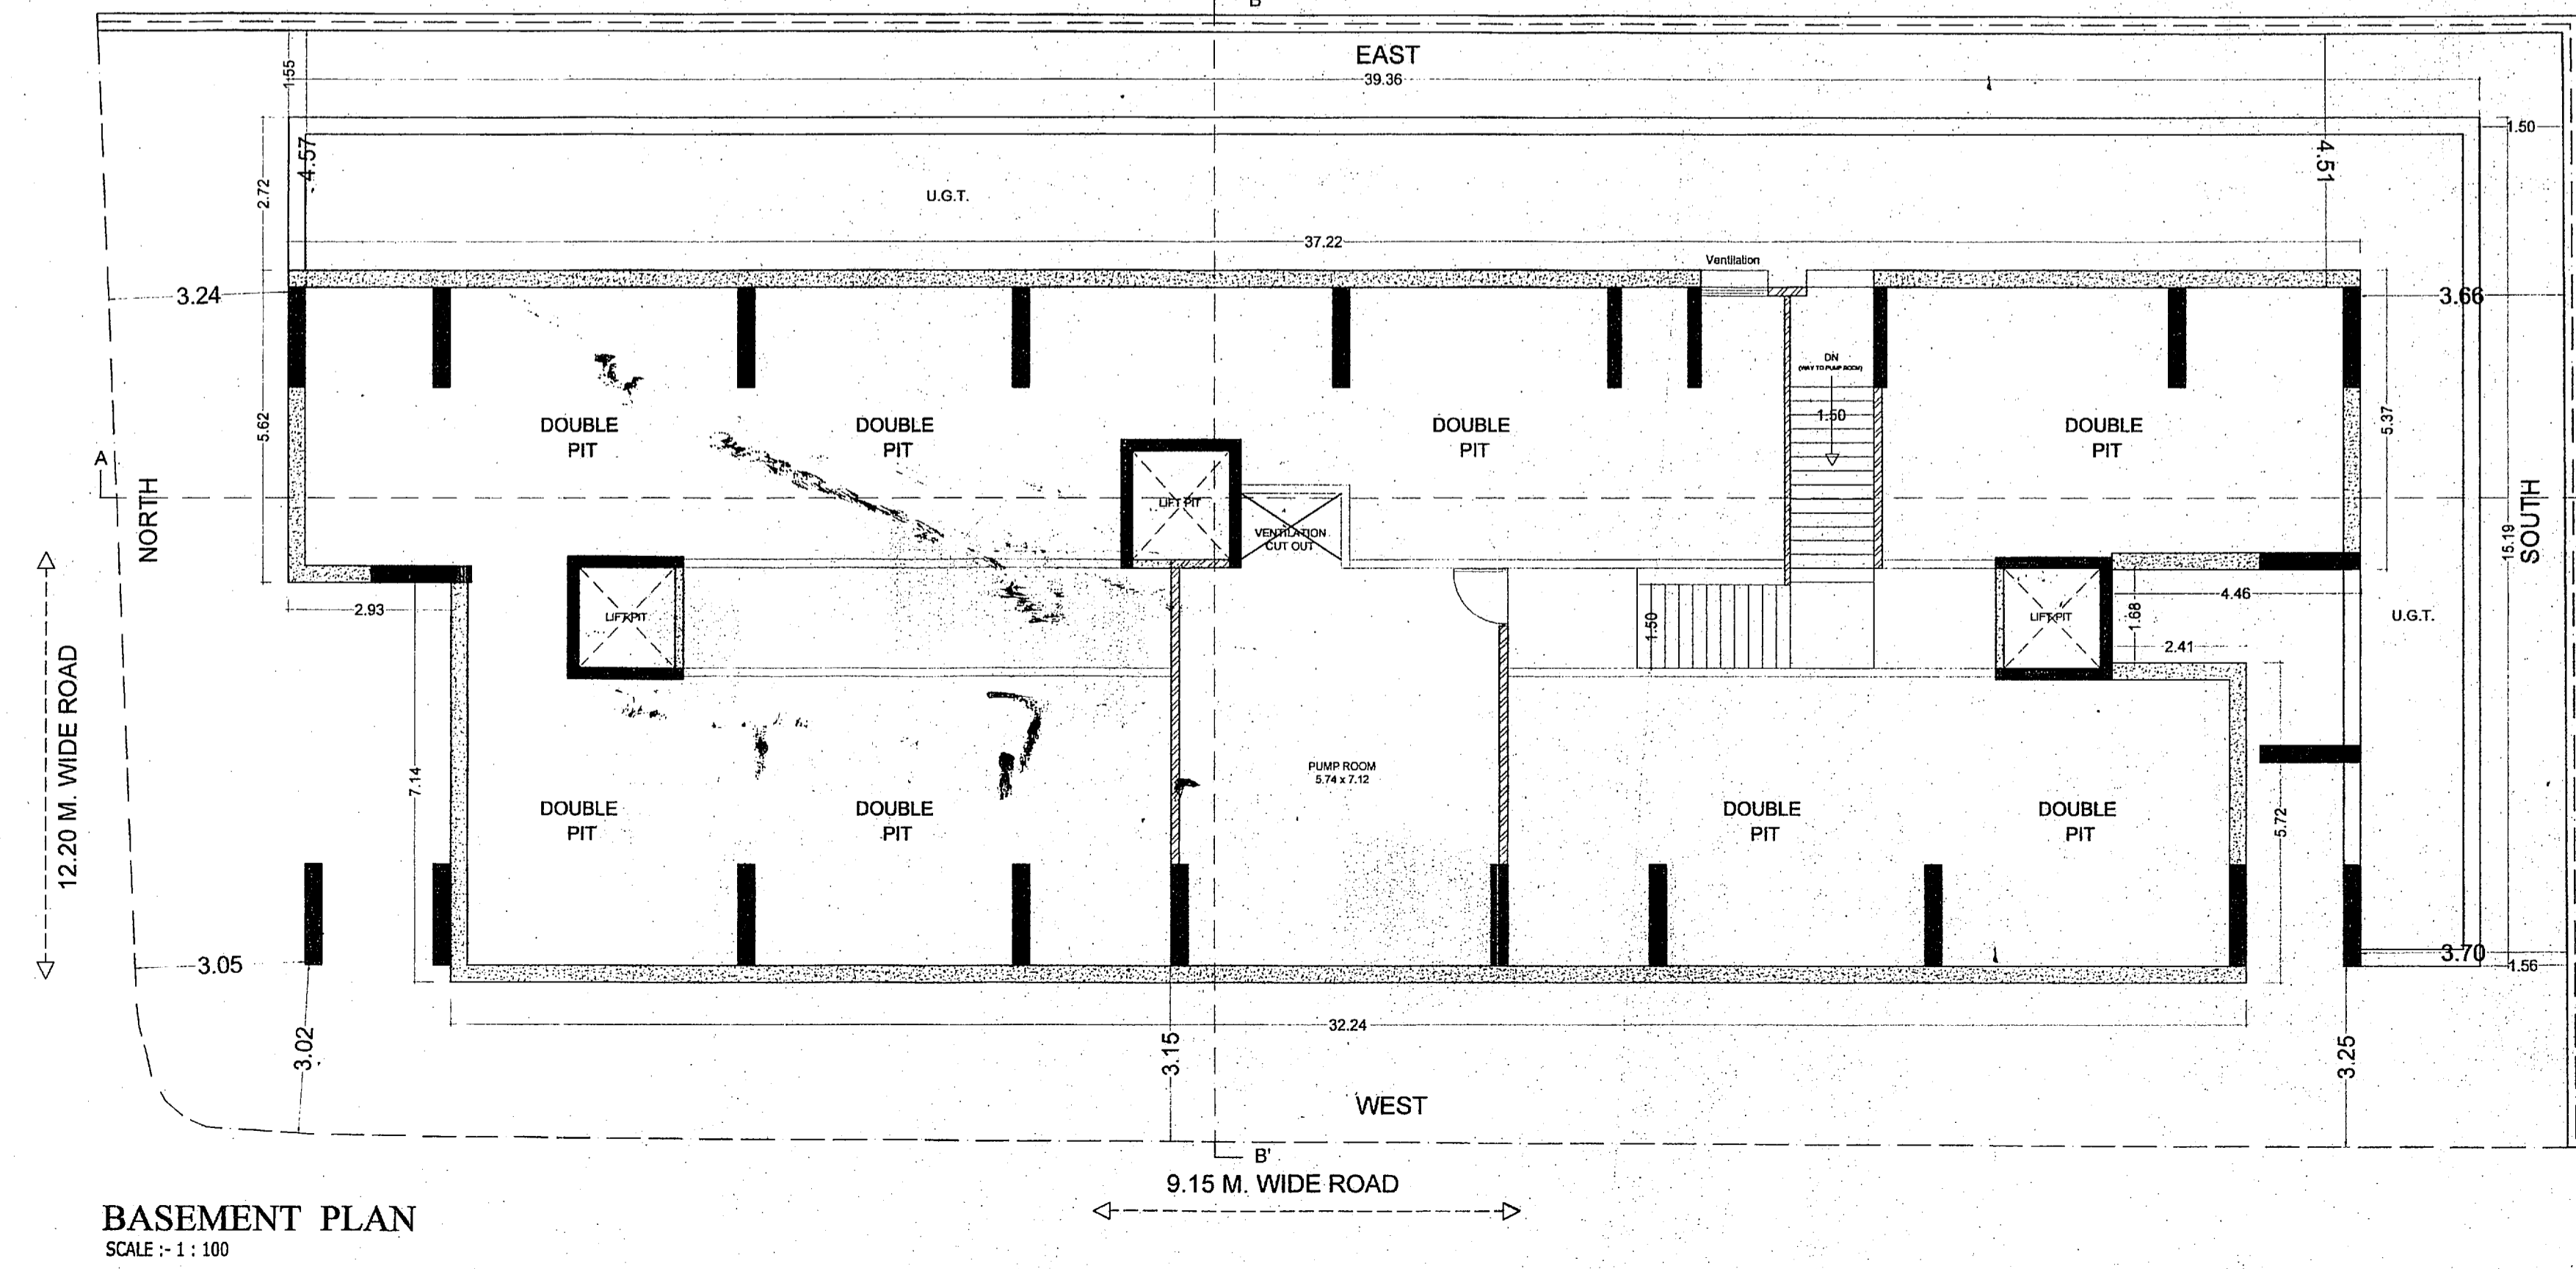 B
EAST
39.36
1.55
1.50
4.57
4.51
2.72
U.G.T.
37.22
Ventilation
3.24
3.66
DN
(WAY TO PUMP ROOM)
1.50
5.62
5.37
DOUBLE
PIT
DOUBLE
PIT
DOUBLE
PIT
DOUBLE
PIT
A
NORTH
LIFT PIT
VENTILATION
CUT OUT
15.19
SOUTH
2.93
LIFT PIT
1.50
LIFT PIT
1.68
4.46
2.41
U.G.T.
12.20 M. WIDE ROAD
7.14
PUMP ROOM
5.74 x 7.12
DOUBLE
PIT
DOUBLE
PIT
DOUBLE
PIT
DOUBLE
PIT
5.72
3.05
3.70
1.56
32.24
3.02
3.15
3.25
WEST
B'
9.15 M. WIDE ROAD
BASEMENT PLAN
SCALE :- 1 : 100